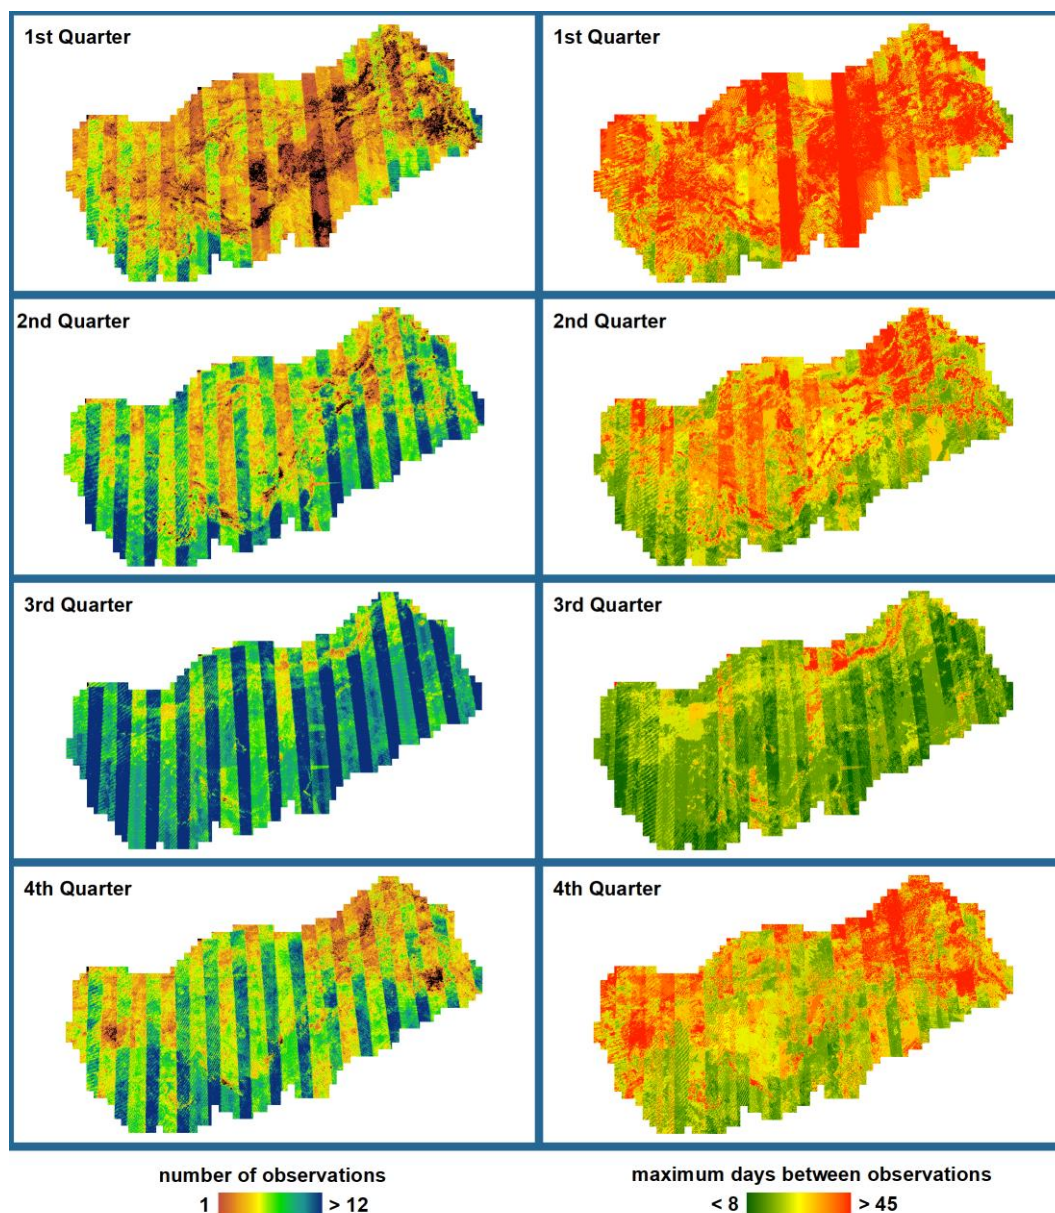 1st Quarter
1st Quarter
2nd Quarter
2nd Quarter
3rd Quarter
3rd Quarter
4th Quarter
4th Quarter
number of observations
1 > 12
maximum days between observations
< 8 > 45